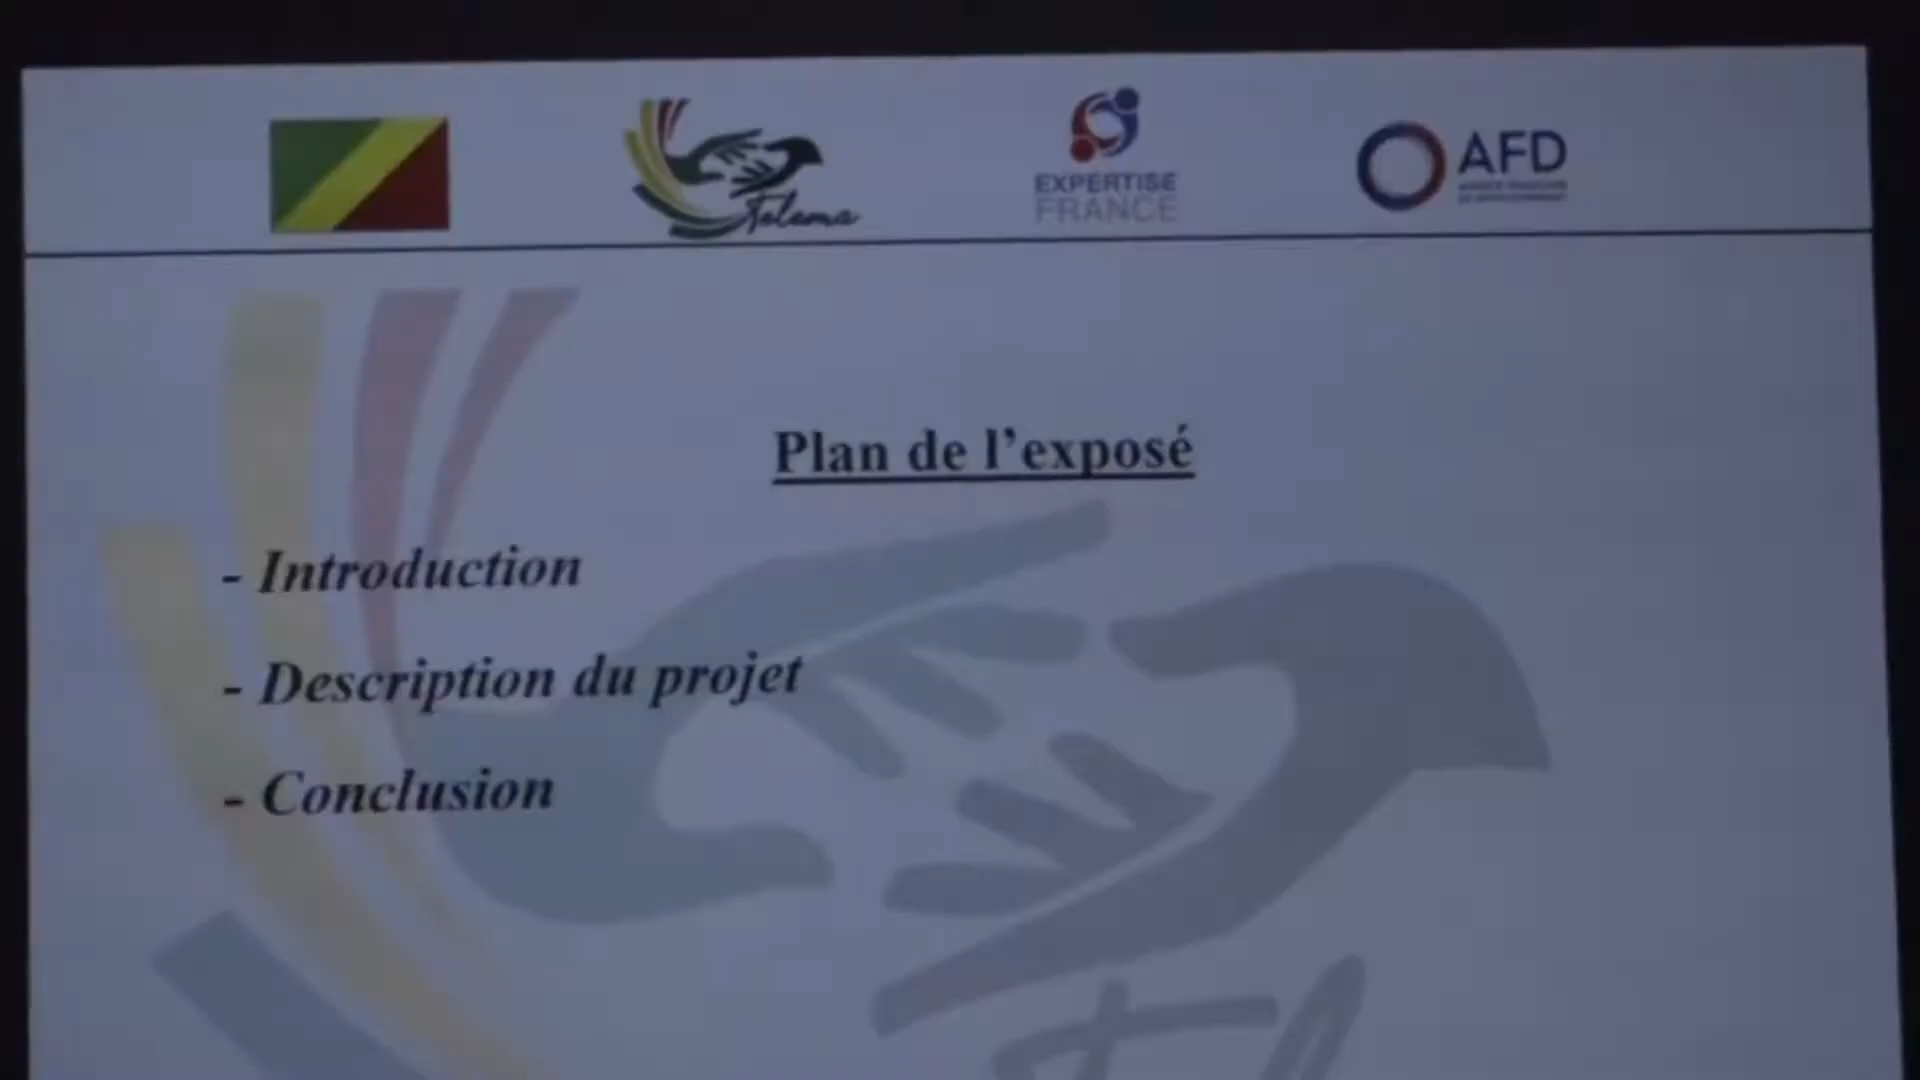 Telema
EXPERTISE
FRANCE
AFD
Plan de l'exposé
- Introduction
- Description du projet
- Conclusion